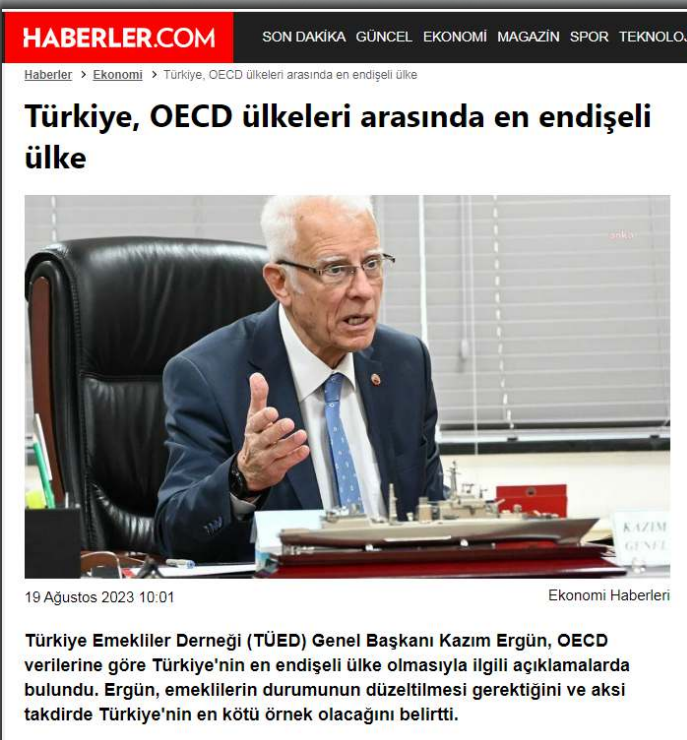 HABERLER.COM SON DAKİKA GÜNCEL EKONOMİ MAGAZİN SPOR
Haberler > Ekonomi > Türkiye, OECD ülkeleri arasında en endişeli ülke
Türkiye, OECD ülkeleri arasında en endişeli
ülke
anka
KAZIM
GENEL
19 Ağustos 2023 10:01 Ekonomi Haberleri
Türkiye Emekliler Derneği (TÜED) Genel Başkanı Kazım Ergün, OECD
verilerine göre Türkiye'nin en endişeli ülke olmasıyla ilgili açıklamalarda
bulundu. Ergün, emeklilerin durumunun düzeltilmesi gerektiğini ve aksi
takdirde Türkiye'nin en kötü örnek olacağını belirtti.